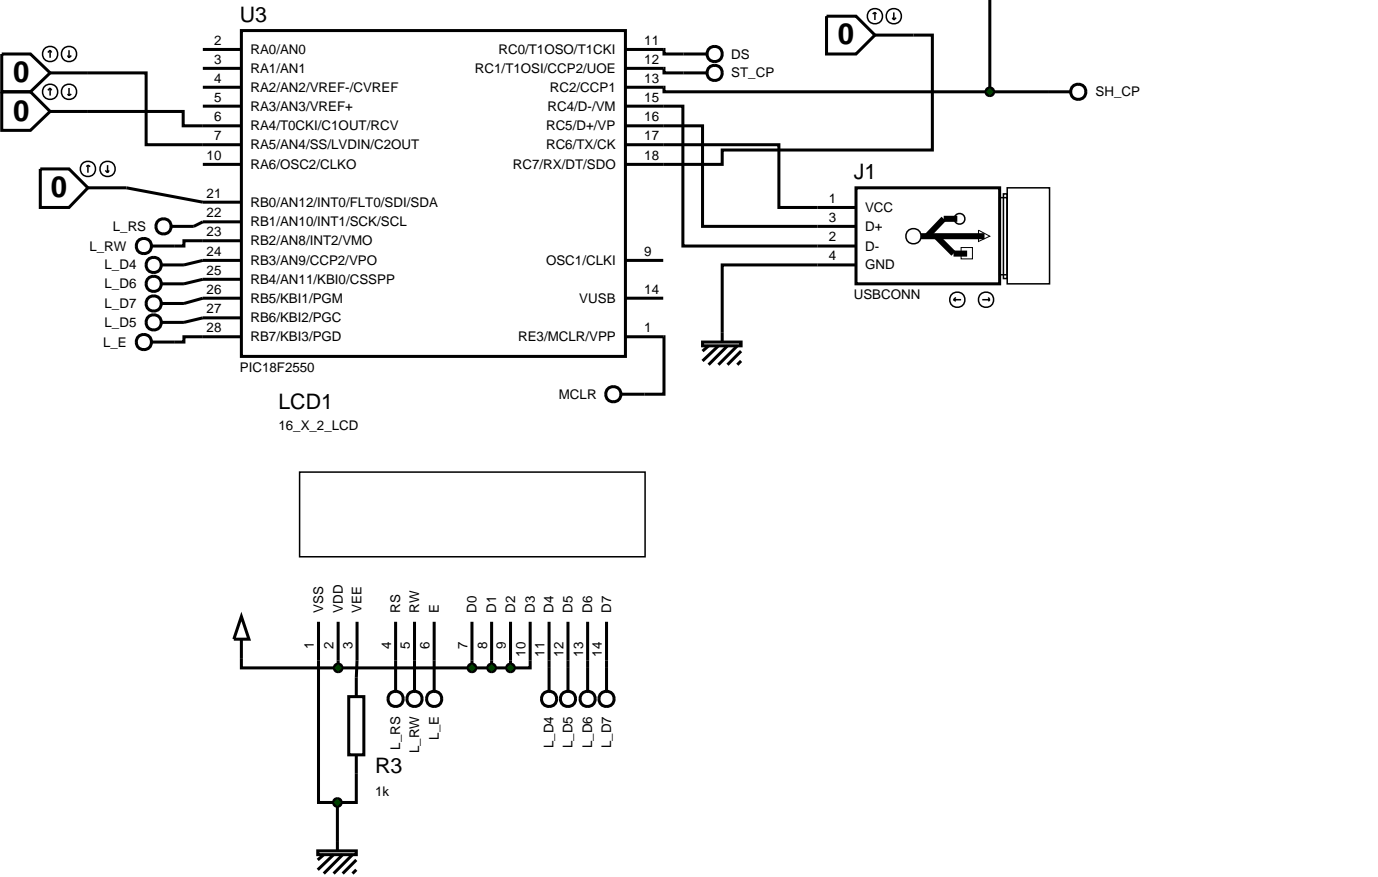 U3
0
0
0
0
2 RA0/AN0
3 RA1/AN1
4 RA2/AN2/VREF-/CVREF
5 RA3/AN3/VREF+
6 RA4/T0CKI/C1OUT/RCV
7 RA5/AN4/SS/LVDIN/C2OUT
10 RA6/OSC2/CLKO
21 RB0/AN12/INT0/FLT0/SDI/SDA
L_RS 22 RB1/AN10/INT1/SCK/SCL
L_RW 23 RB2/AN8/INT2/VMO
L_D4 24 RB3/AN9/CCP2/VPO
L_D6 25 RB4/AN11/KBI0/CSSPP
L_D7 26 RB5/KBI1/PGM
L_D5 27 RB6/KBI2/PGC
L_E 28 RB7/KBI3/PGD
RC0/T1OSO/T1CKI 11 DS
RC1/T1OSI/CCP2/UOE 12 ST_CP
RC2/CCP1 13 SH_CP
RC4/D-/VM 15
RC5/D+/VP 16
RC6/TX/CK 17
RC7/RX/DT/SDO 18
OSC1/CLKI 9
VUSB 14
RE3/MCLR/VPP 1
MCLR
PIC18F2550
J1
1 VCC
3 D+
2 D-
4 GND
USBCONN
LCD1
16_X_2_LCD
VSS VDD VEE RS RW E D0 D1 D2 D3 D4 D5 D6 D7
1 2 3 4 5 6 7 8 9 10 11 12 13 14
L_RS L_RW L_E L_D4 L_D5 L_D6 L_D7
R3
1k